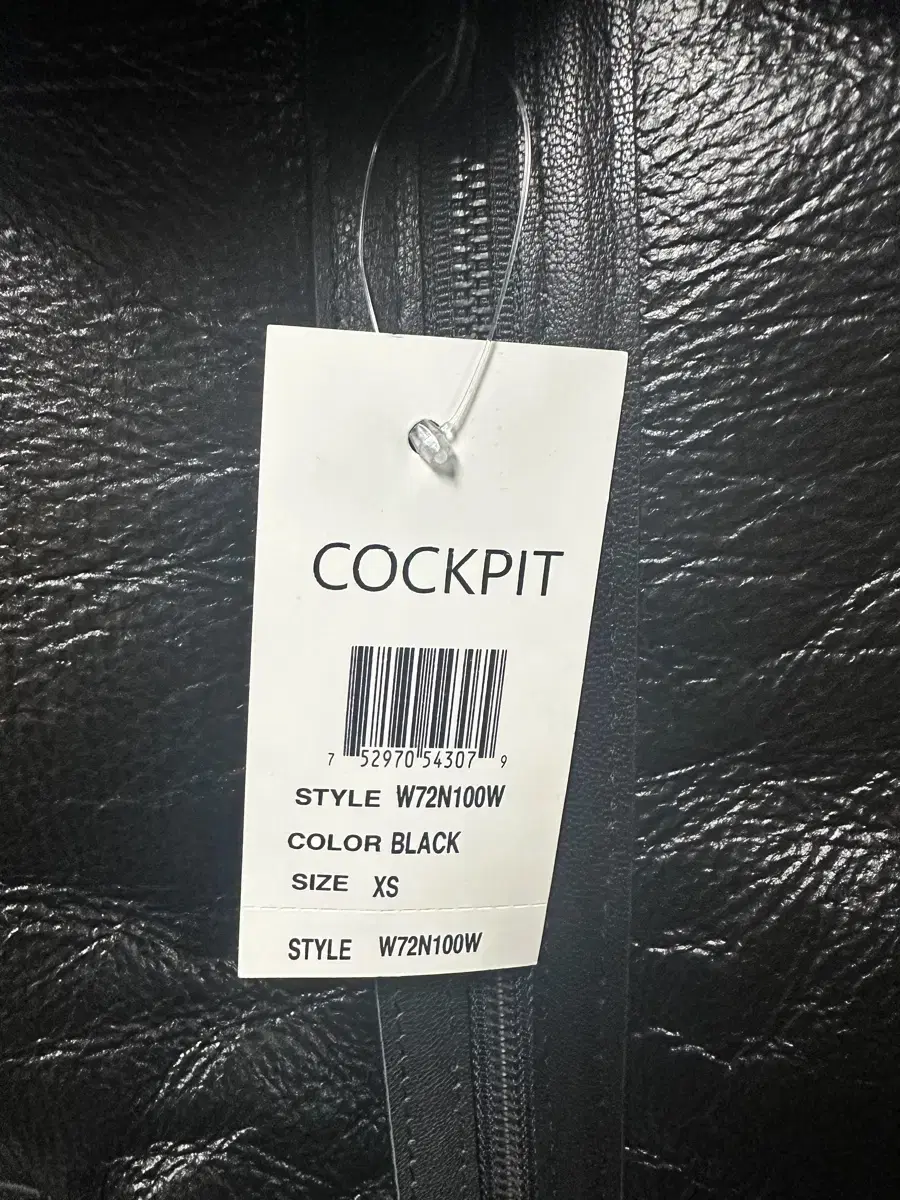 COCKPIT
7 52970 54307 9
STYLE W72N100W
COLOR BLACK
SIZE XS
STYLE W72N100W